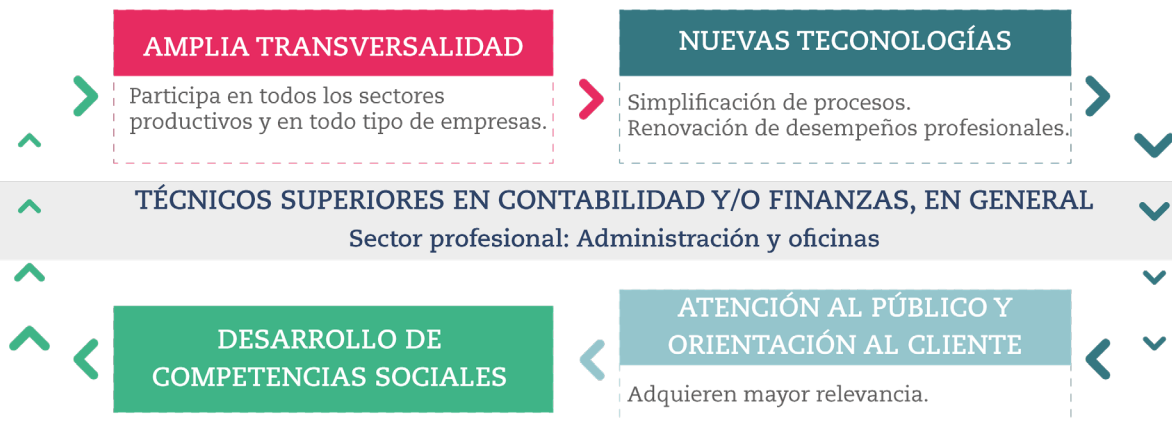 AMPLIA TRANSVERSALIDAD
Participa en todos los sectores
productivos y en todo tipo de empresas.
NUEVAS TECONOLOGÍAS
Simplificación de procesos.
Renovación de desempeños profesionales.
TÉCNICOS SUPERIORES EN CONTABILIDAD Y/O FINANZAS, EN GENERAL
Sector profesional: Administración y oficinas
DESARROLLO DE
COMPETENCIAS SOCIALES
ATENCIÓN AL PÚBLICO Y
ORIENTACIÓN AL CLIENTE
Adquieren mayor relevancia.